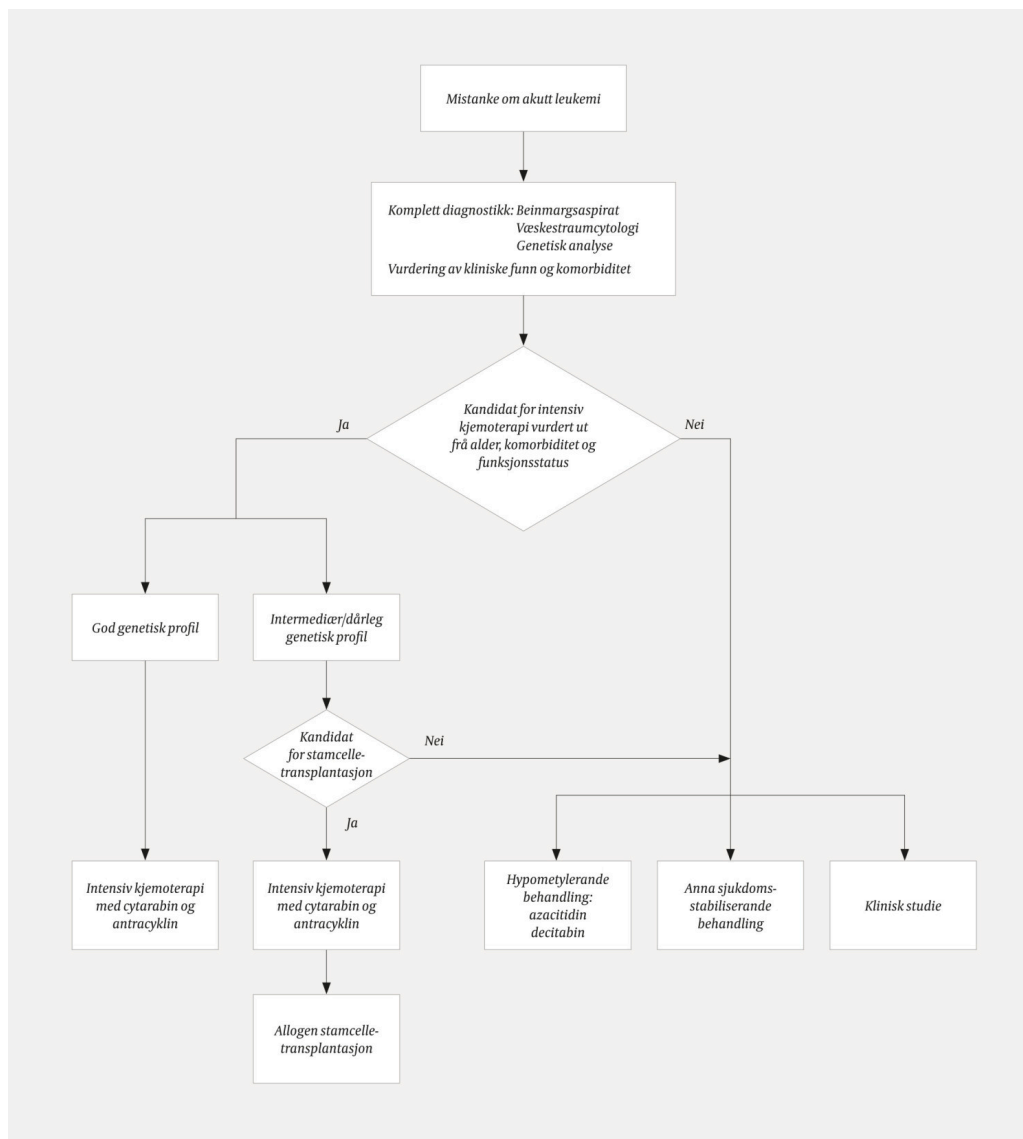 Mistanke om akutt leukemi
Komplett diagnostikk: Beinmargsaspirat
Væskestraumcytologi
Genetisk analyse
Vurdering av kliniske funn og komorbiditet
Kandidat for intensiv
kjemoterapi vurdert ut
frå alder, komorbiditet og
funksjonsstatus
Ja
Nei
God genetisk profil
Intermediær/dårleg
genetisk profil
Kandidat
for stamcelle-
transplantasjon
Nei
Ja
Intensiv kjemoterapi
med cytarabin og
antracyklin
Intensiv kjemoterapi
med cytarabin og
antracyklin
Hypometylerande
behandling:
azacitidin
decitabin
Anna sjukdoms-
stabiliserande
behandling
Klinisk studie
Allogen stamcelle-
transplantasjon